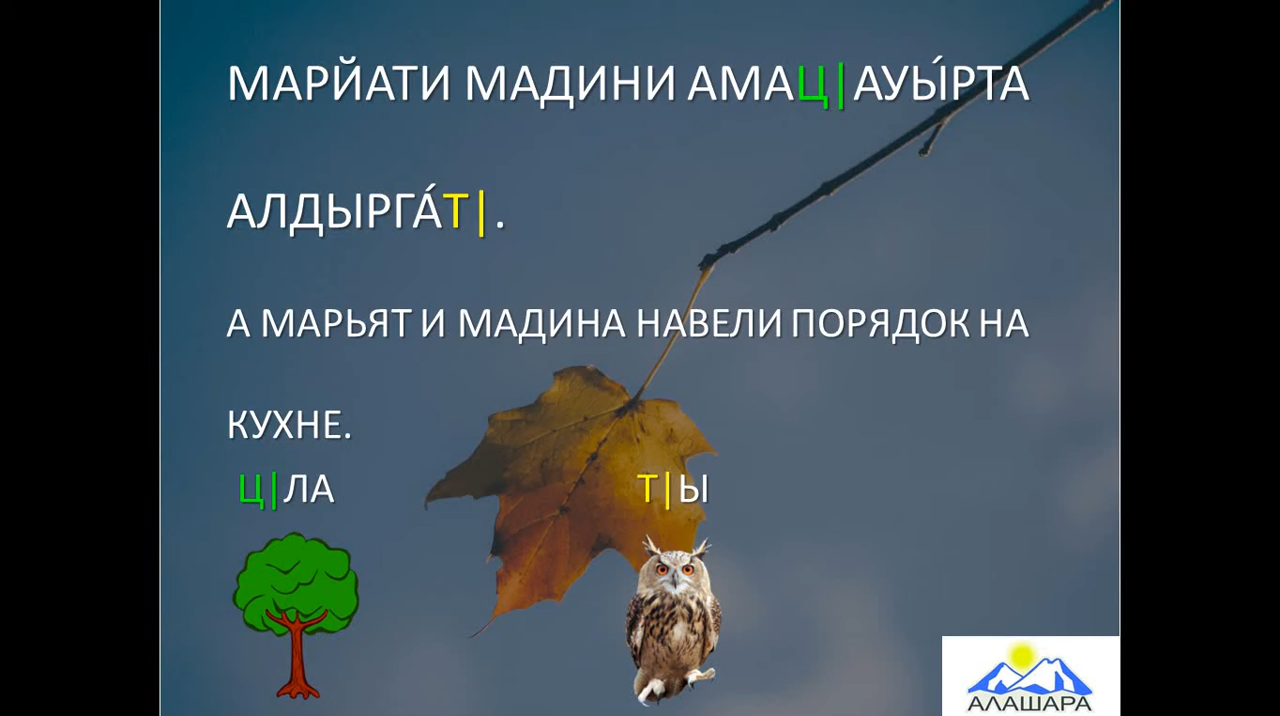 МАРЙАТИ МАДИНИ АМАЦ|АУЫ́РТА
АЛДЫРГА́Т|.
А МАРЬЯТ И МАДИНА НАВЕЛИ ПОРЯДОК НА
КУХНЕ.
Ц|ЛА Т|Ы
АЛАШАРА